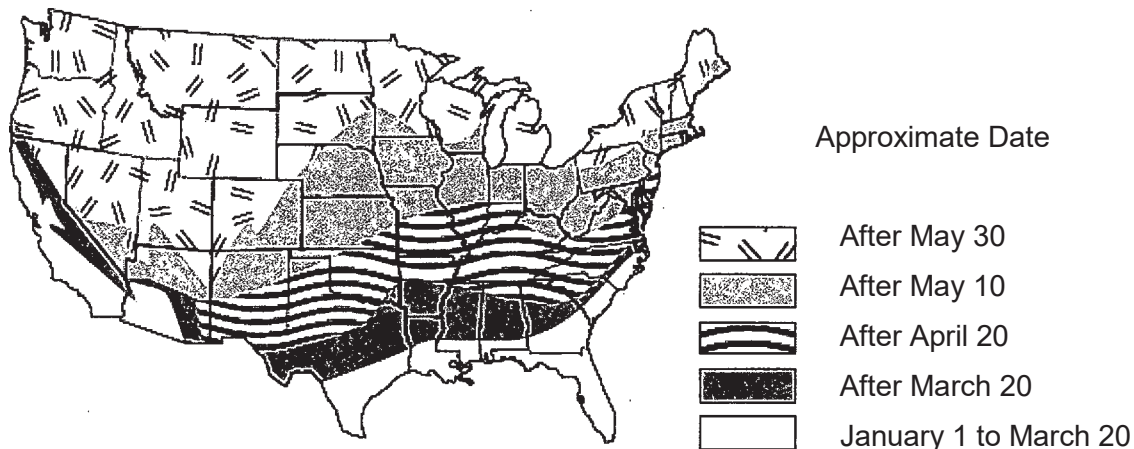 Approximate Date
After May 30
After May 10
After April 20
After March 20
January 1 to March 20